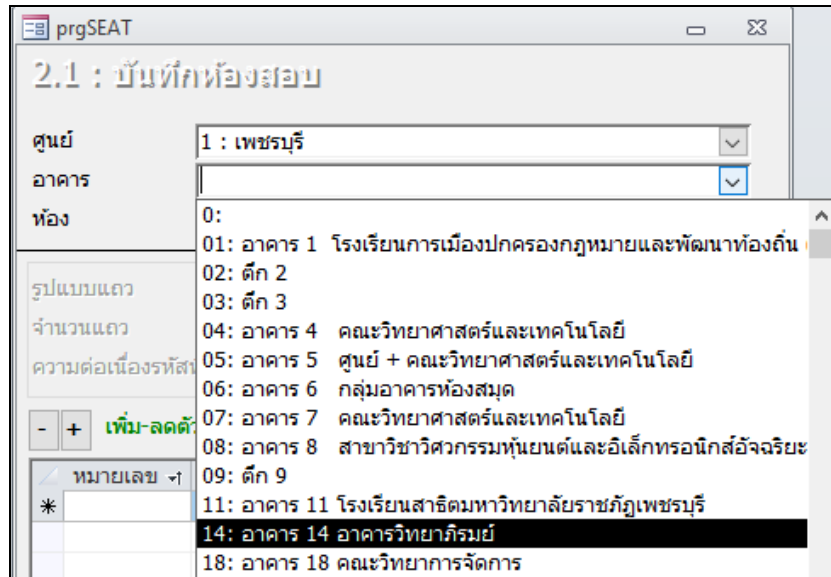 prgSEAT
2.1 : บันทึกห้องสอบ
ศูนย์ 1 : เพชรบุรี
อาคาร
ห้อง
0:
01: อาคาร 1 โรงเรียนการเมืองปกครองกฎหมายและพัฒนาท้องถิ่น
02: ตึก 2
03: ตึก 3
รูปแบบแถว
จำนวนแถว
04: อาคาร 4 คณะวิทยาศาสตร์และเทคโนโลยี
05: อาคาร 5 ศูนย์ + คณะวิทยาศาสตร์และเทคโนโลยี
ความต่อเนื่องรหัส
06: อาคาร 6 กลุ่มอาคารห้องสมุด
07: อาคาร 7 คณะวิทยาศาสตร์และเทคโนโลยี
- + เพิ่ม-ลดตั
08: อาคาร 8 สาขาวิชาวิศวกรรมหุ่นยนต์และอิเล็กทรอนิกส์อัจฉริยะ
หมายเลข
09: ตึก 9
11: อาคาร 11 โรงเรียนสาธิตมหาวิทยาลัยราชภัฏเพชรบุรี
14: อาคาร 14 อาคารวิทยาภิรมย์
18: อาคาร 18 คณะวิทยาการจัดการ